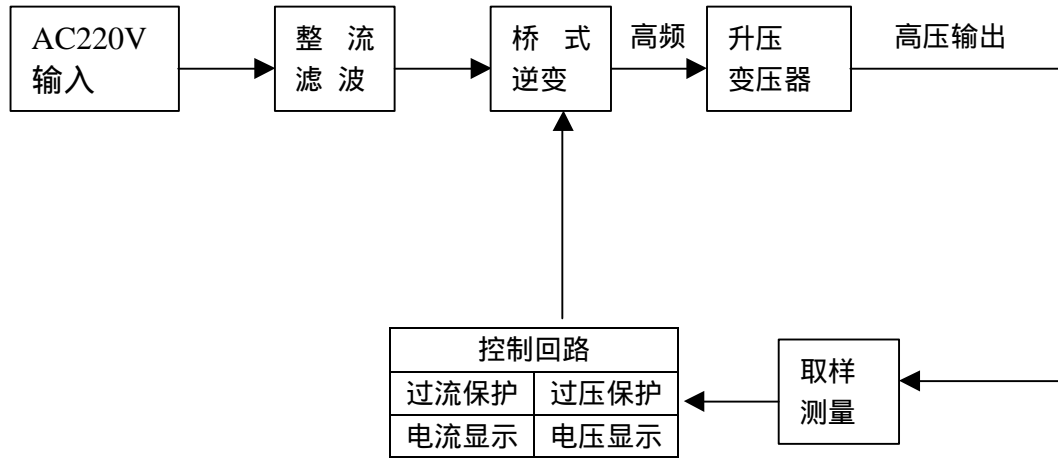 AC220V
输入
整 流
滤 波
桥 式
逆变
高频
升压
变压器
高压输出
控制回路
过流保护
过压保护
电流显示
电压显示
取样
测量